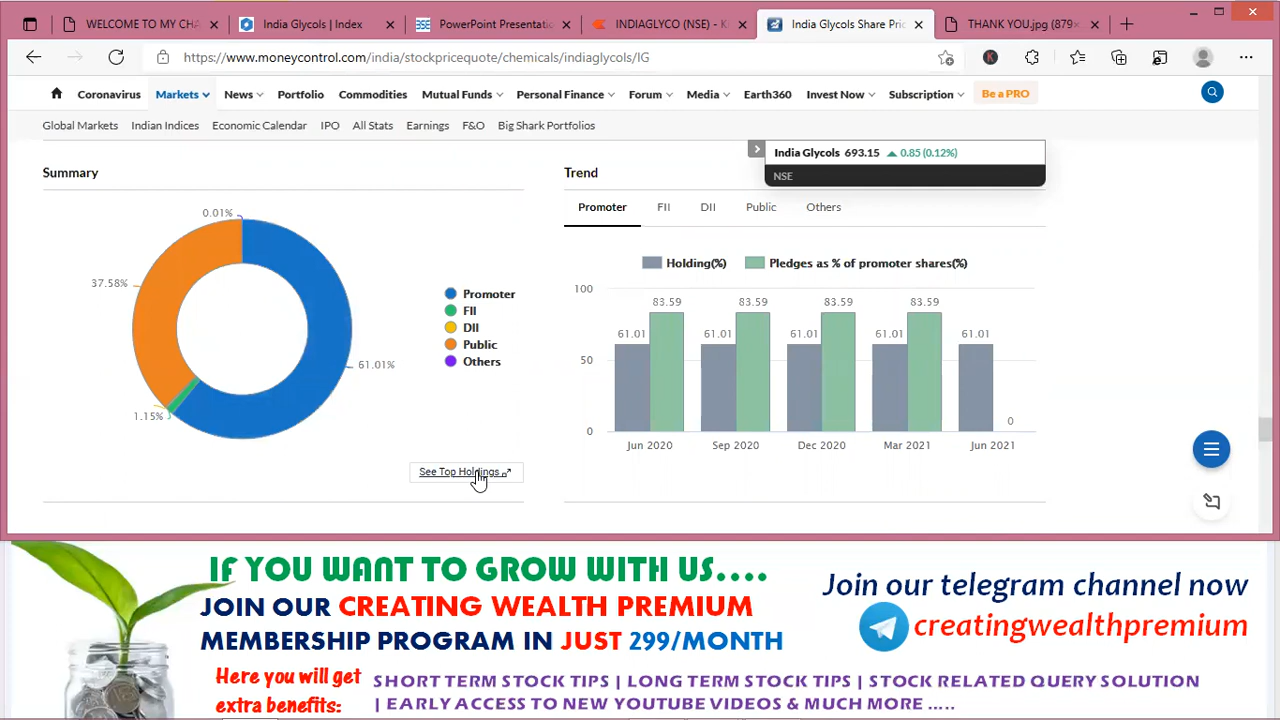 WELCOME TO MY CHA
India Glycols | Index
PowerPoint Presentatio
INDIAGLYCO (NSE) - K
India Glycols Share Pric
THANK YOU.jpg (879×
https://www.moneycontrol.com/india/stockpricequote/chemicals/indiaglycols/IG
Coronavirus Markets News Portfolio Commodities Mutual Funds Personal Finance Forum Media Earth360 Invest Now Subscription Be a PRO
Global Markets Indian Indices Economic Calendar IPO All Stats Earnings F&O Big Shark Portfolios
India Glycols 693.15 0.85 (0.12%)
NSE
Summary
0.01%
37.58%
61.01%
1.15%
Promoter
FII
DII
Public
Others
See Top Holdings
Trend
Promoter FII DII Public Others
Holding(%) Pledges as % of promoter shares(%)
100
83.59 83.59 83.59 83.59
61.01 61.01 61.01 61.01 61.01
50
0
0
Jun 2020 Sep 2020 Dec 2020 Mar 2021 Jun 2021
IF YOU WANT TO GROW WITH US....
JOIN OUR CREATING WEALTH PREMIUM
MEMBERSHIP PROGRAM IN JUST 299/MONTH
Join our telegram channel now
creatingwealthpremium
Here you will get
extra benefits:
SHORT TERM STOCK TIPS | LONG TERM STOCK TIPS | STOCK RELATED QUERY SOLUTION
| EARLY ACCESS TO NEW YOUTUBE VIDEOS & MUCH MORE .....